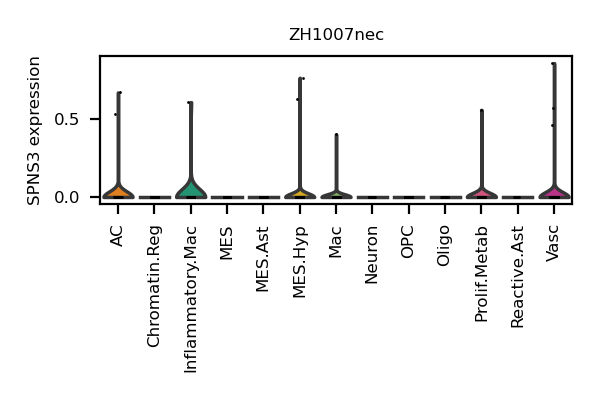 ZH1007nec
SPNS3 expression
0.5
0.0
AC
Chromatin.Reg
Inflammatory.Mac
MES
MES.Ast
MES.Hyp
Mac
Neuron
OPC
Oligo
Prolif.Metab
Reactive.Ast
Vasc